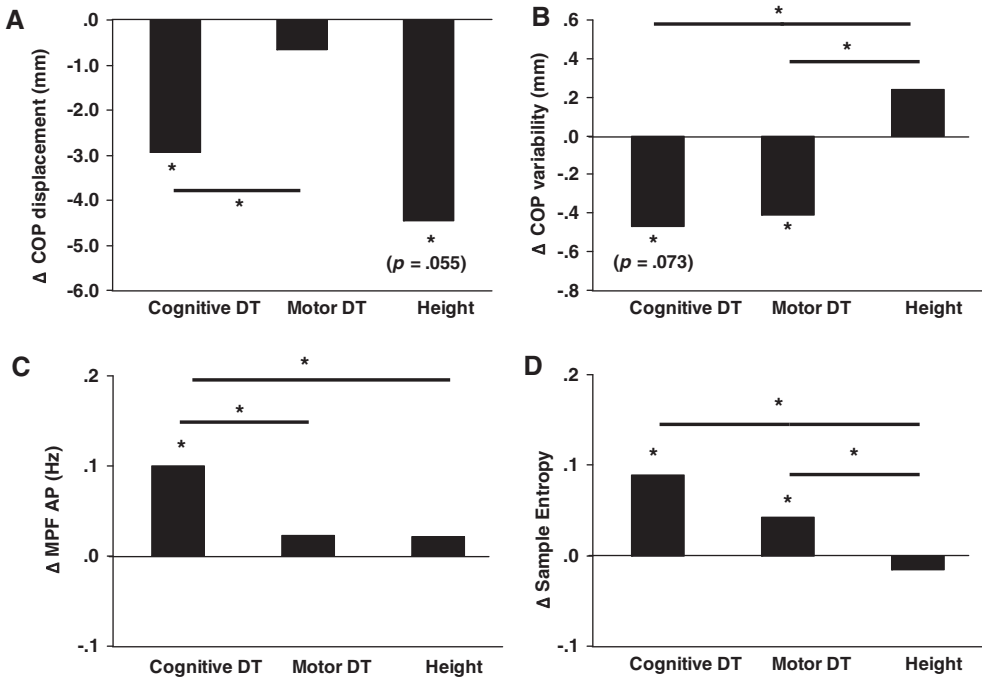 A
Δ COP displacement (mm)
.0
-1.0
-2.0
-3.0
-4.0
-5.0
-6.0
*
*
*
(p = .055)
Cognitive DT Motor DT Height
B
Δ COP variability (mm)
.6
.4
.2
.0
-.2
-.4
-.6
-.8
*
*
*
(p = .073)
*
Cognitive DT Motor DT Height
C
Δ MPF AP (Hz)
.2
.1
.0
-.1
*
*
*
Cognitive DT Motor DT Height
D
Δ Sample Entropy
.2
.1
.0
-.1
*
*
*
*
Cognitive DT Motor DT Height